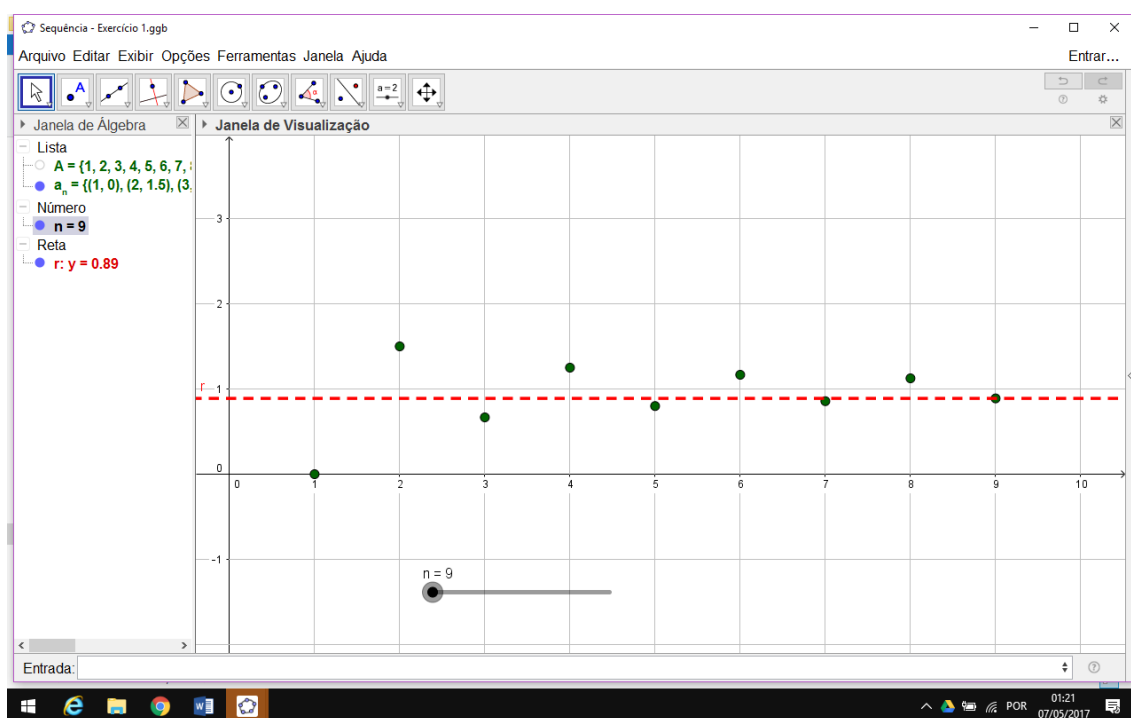 Sequência - Exercício 1.ggb
Arquivo Editar Exibir Opções Ferramentas Janela Ajuda
Entrar...
A
a=2
Janela de Álgebra
Janela de Visualização
Lista
A = {1, 2, 3, 4, 5, 6, 7,
aₙ = {(1, 0), (2, 1.5), (3,
Número
n = 9
Reta
r: y = 0.89
3
2
r
1
0
0 1 2 3 4 5 6 7 8 9 10
-1
n = 9
Entrada:
POR
01:21
07/05/2017